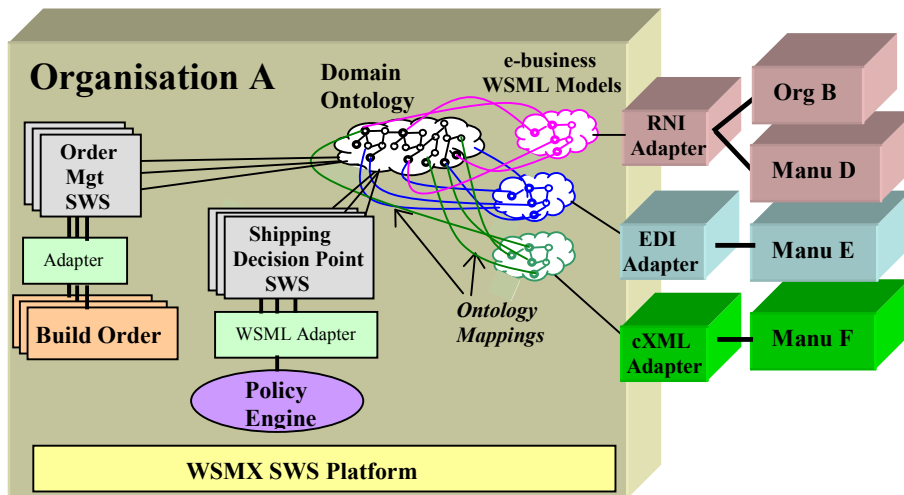 Organisation A
Domain
Ontology
e-business
WSML Models
Order
Mgt
SWS
Adapter
Build Order
Shipping
Decision Point
SWS
WSML Adapter
Policy
Engine
Ontology
Mappings
WSMX SWS Platform
RNI
Adapter
Org B
Manu D
EDI
Adapter
Manu E
cXML
Adapter
Manu F